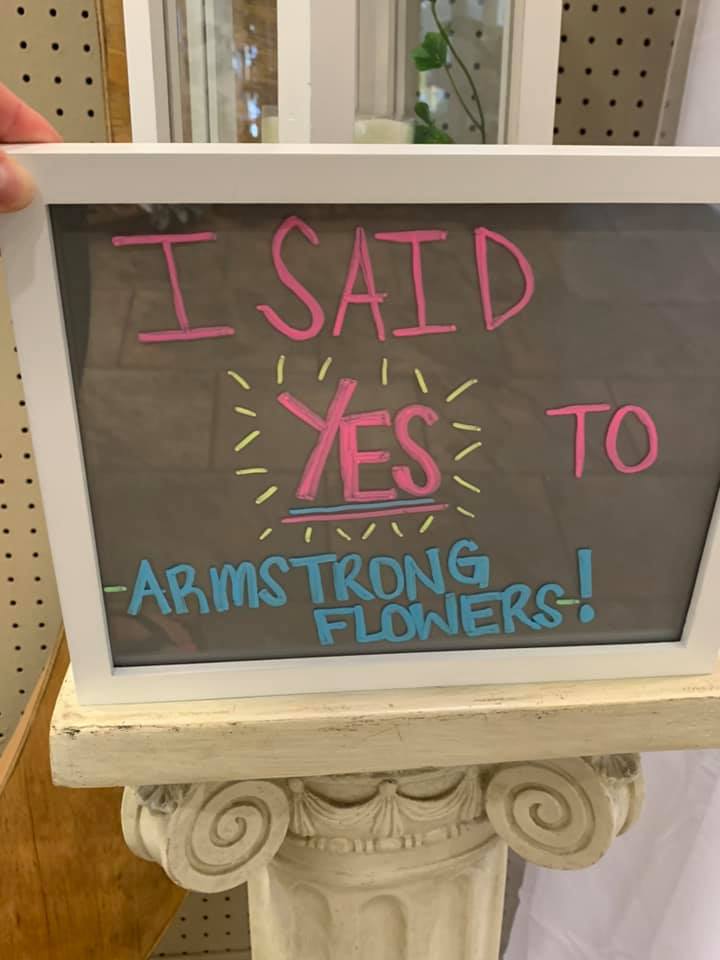 I SAID
YES TO
-ARMSTRONG
FLOWERS-!